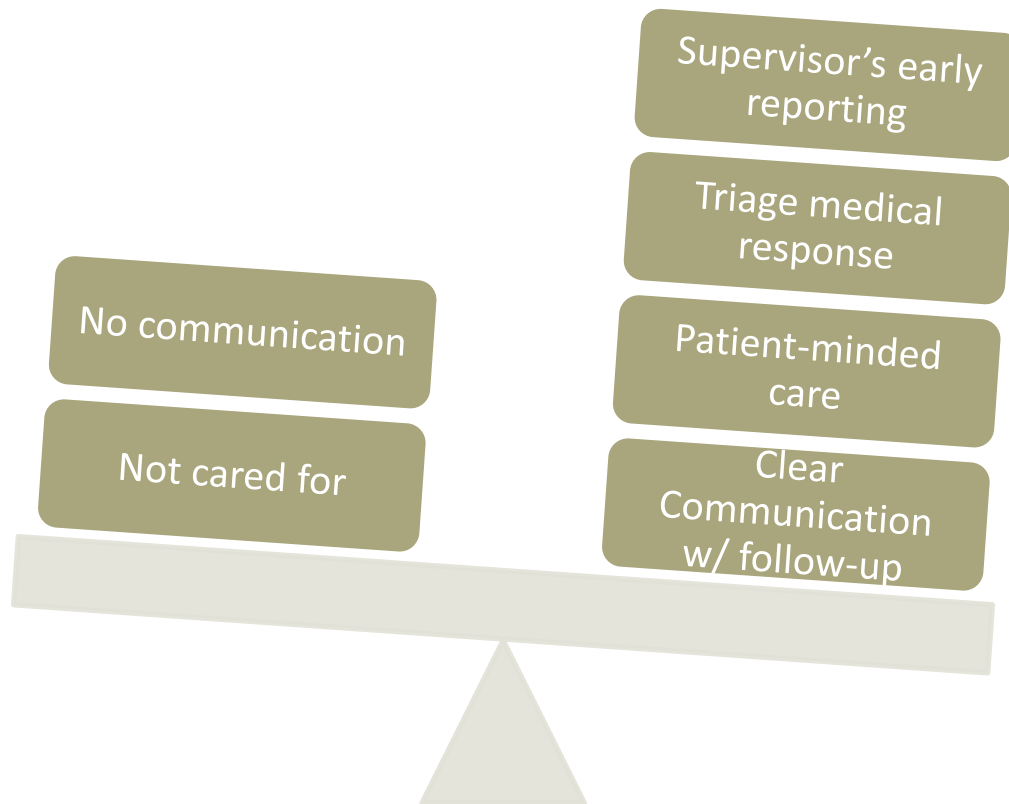 No communication
Not cared for
Supervisor’s early
reporting
Triage medical
response
Patient-minded
care
Clear
Communication
w/ follow-up